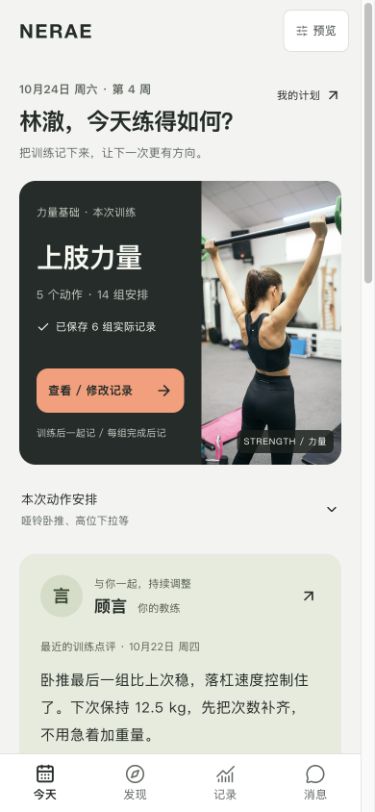 NERAE
预览
10月24日 周六 · 第 4 周
我的计划
林澈，今天练得如何？
把训练记下来，让下一次更有方向。
力量基础 · 本次训练
上肢力量
5 个动作 · 14 组安排
已保存 6 组实际记录
查看 / 修改记录
训练后一起记 / 每组完成后记
STRENGTH / 力量
本次动作安排
哑铃卧推、高位下拉等
言
与你一起，持续调整
顾言 你的教练
最近的训练点评 · 10月22日 周四
卧推最后一组比上次稳，落杠速度控制住
了。下次保持 12.5 kg，先把次数补齐，
不用急着加重量。
今天
发现
记录
消息